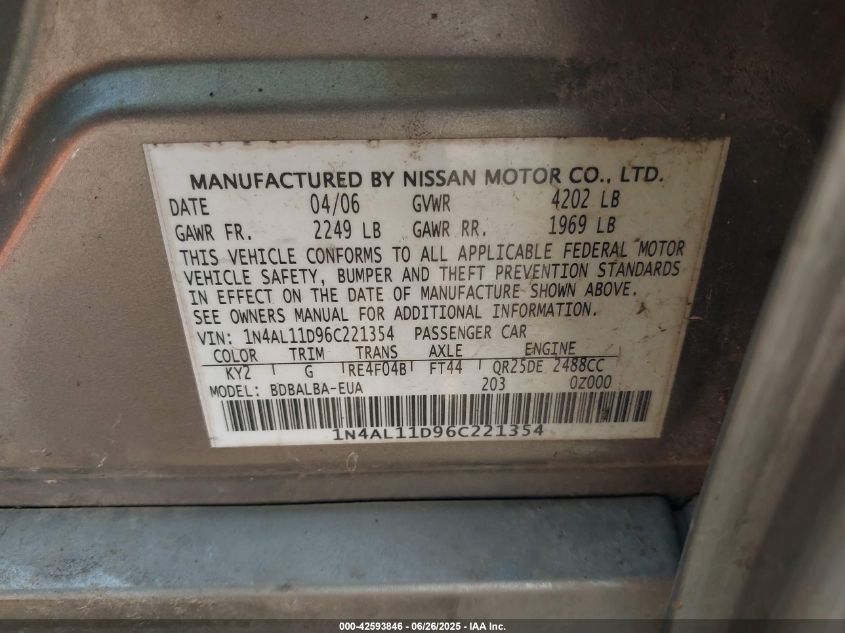 MANUFACTURED BY NISSAN MOTOR CO., LTD.
DATE 04/06 GVWR 4202 LB
GAWR FR. 2249 LB GAWR RR. 1969 LB
THIS VEHICLE CONFORMS TO ALL APPLICABLE FEDERAL MOTOR
VEHICLE SAFETY, BUMPER AND THEFT PREVENTION STANDARDS
IN EFFECT ON THE DATE OF MANUFACTURE SHOWN ABOVE.
SEE OWNERS MANUAL FOR ADDITIONAL INFORMATION.
VIN: 1N4AL11D96C221354 PASSENGER CAR
COLOR TRIM TRANS AXLE ENGINE
KY2 G RE4F04B FT44 QR25DE 2488CC
MODEL: BDBALBA-EUA 203 0Z000
1N4AL11D96C221354
000-42593846 - 06/26/2025 - IAA Inc.